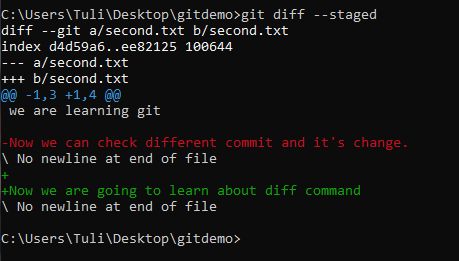 C:\Users\Tuli\Desktop\gitdemo>git diff --staged
diff --git a/second.txt b/second.txt
index d4d59a6..ee82125 100644
--- a/second.txt
+++ b/second.txt
@@ -1,3 +1,4 @@
 we are learning git

-Now we can check different commit and it's change.
\ No newline at end of file
+
+Now we are going to learn about diff command
\ No newline at end of file

C:\Users\Tuli\Desktop\gitdemo>